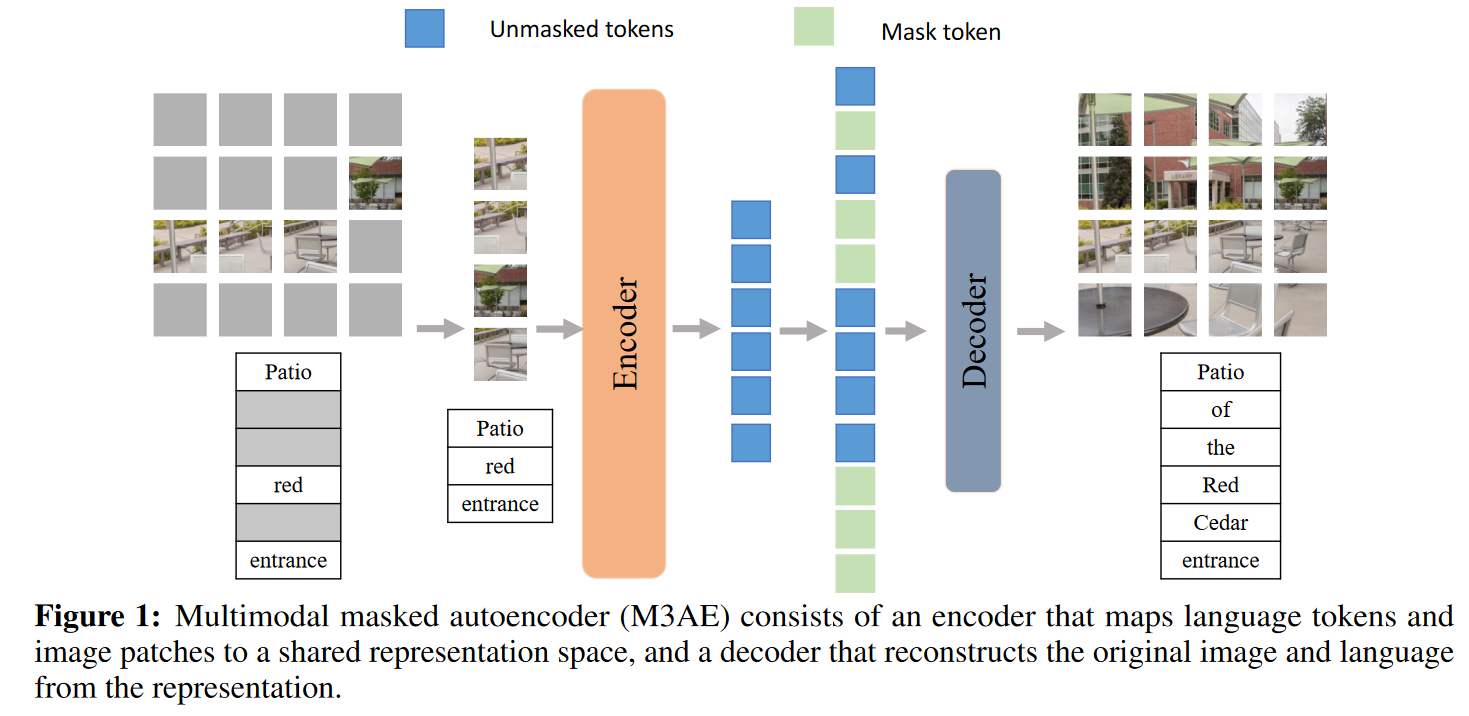 Unmasked tokens
Mask token
Patio
red
entrance
Patio
red
entrance
Encoder
Decoder
LIBRARY
Patio
of
the
Red
Cedar
entrance
Figure 1: Multimodal masked autoencoder (M3AE) consists of an encoder that maps language tokens and
image patches to a shared representation space, and a decoder that reconstructs the original image and language
from the representation.